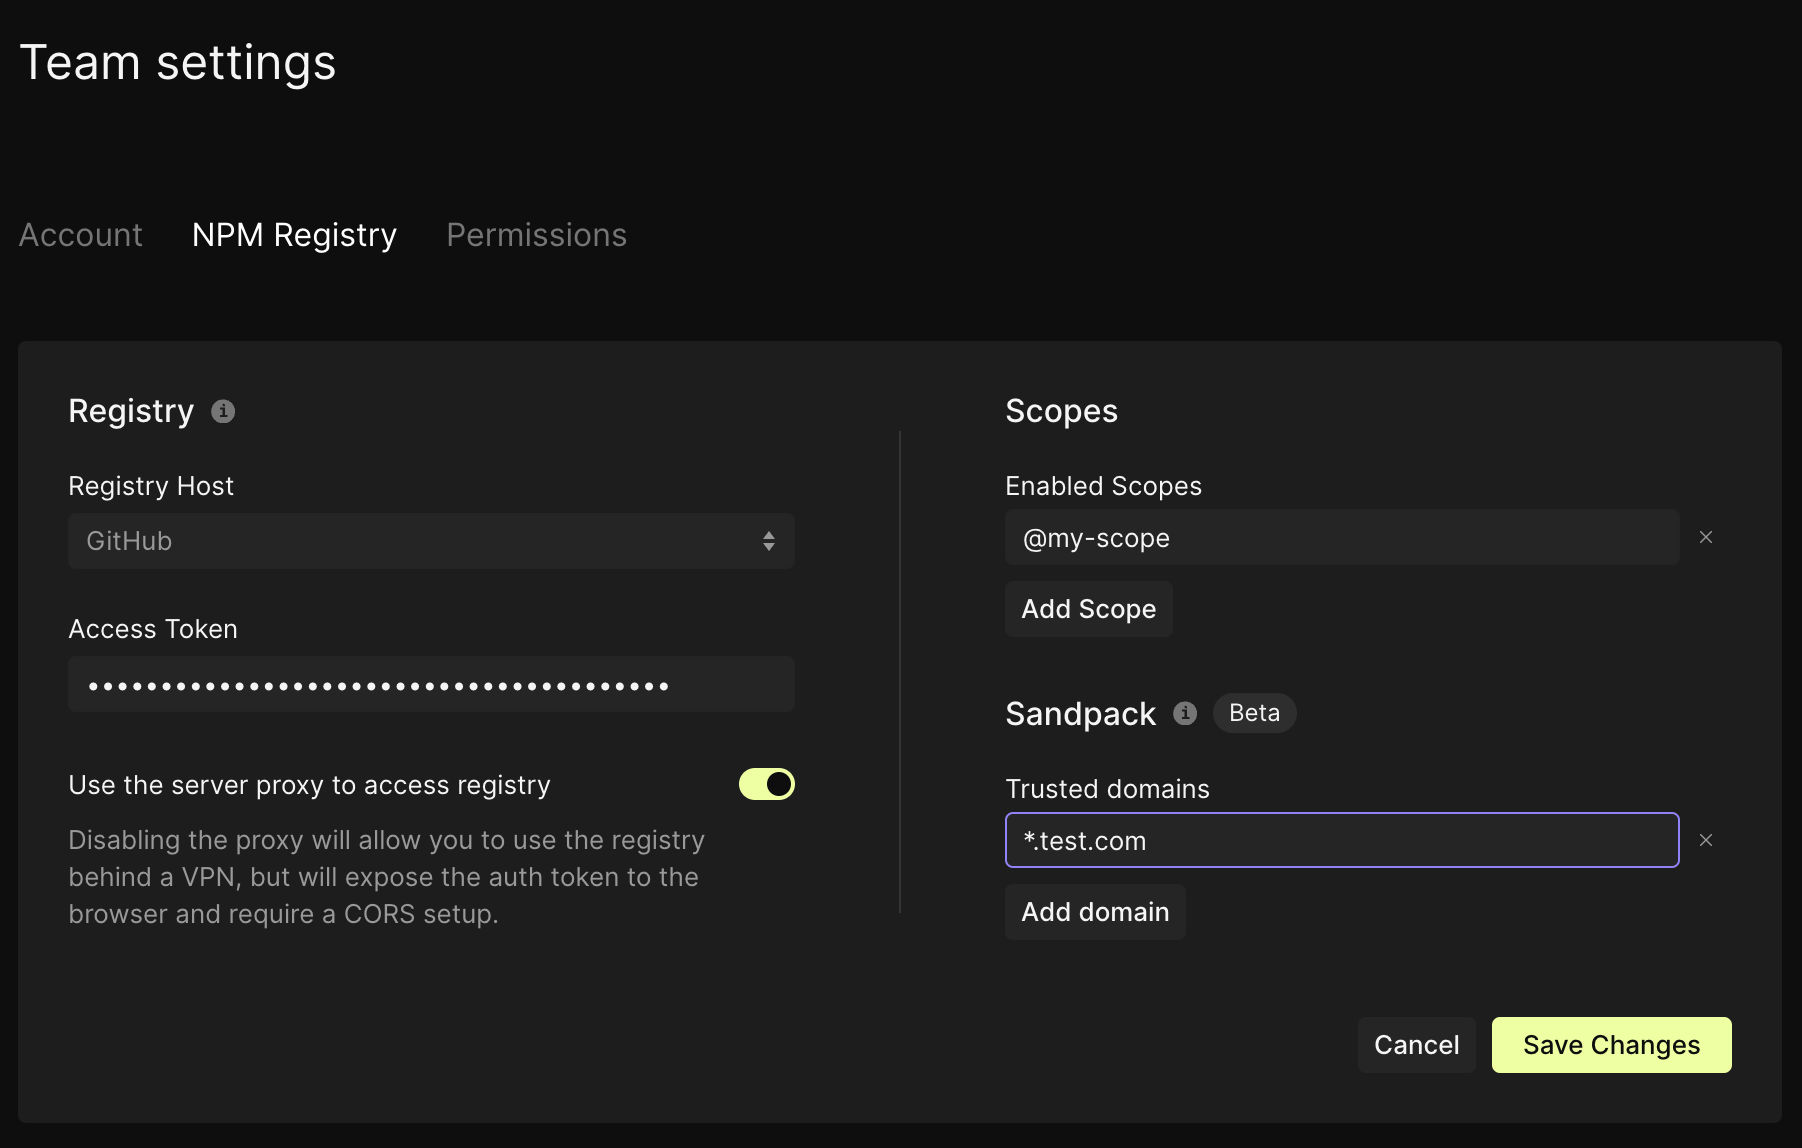 Team settings
Account NPM Registry Permissions
Registry
Registry Host
GitHub
Access Token
••••••••••••••••••••••••••••••••••••••••
Use the server proxy to access registry
Disabling the proxy will allow you to use the registry
behind a VPN, but will expose the auth token to the
browser and require a CORS setup.
Scopes
Enabled Scopes
@my-scope
Add Scope
Sandpack Beta
Trusted domains
*.test.com
Add domain
Cancel Save Changes